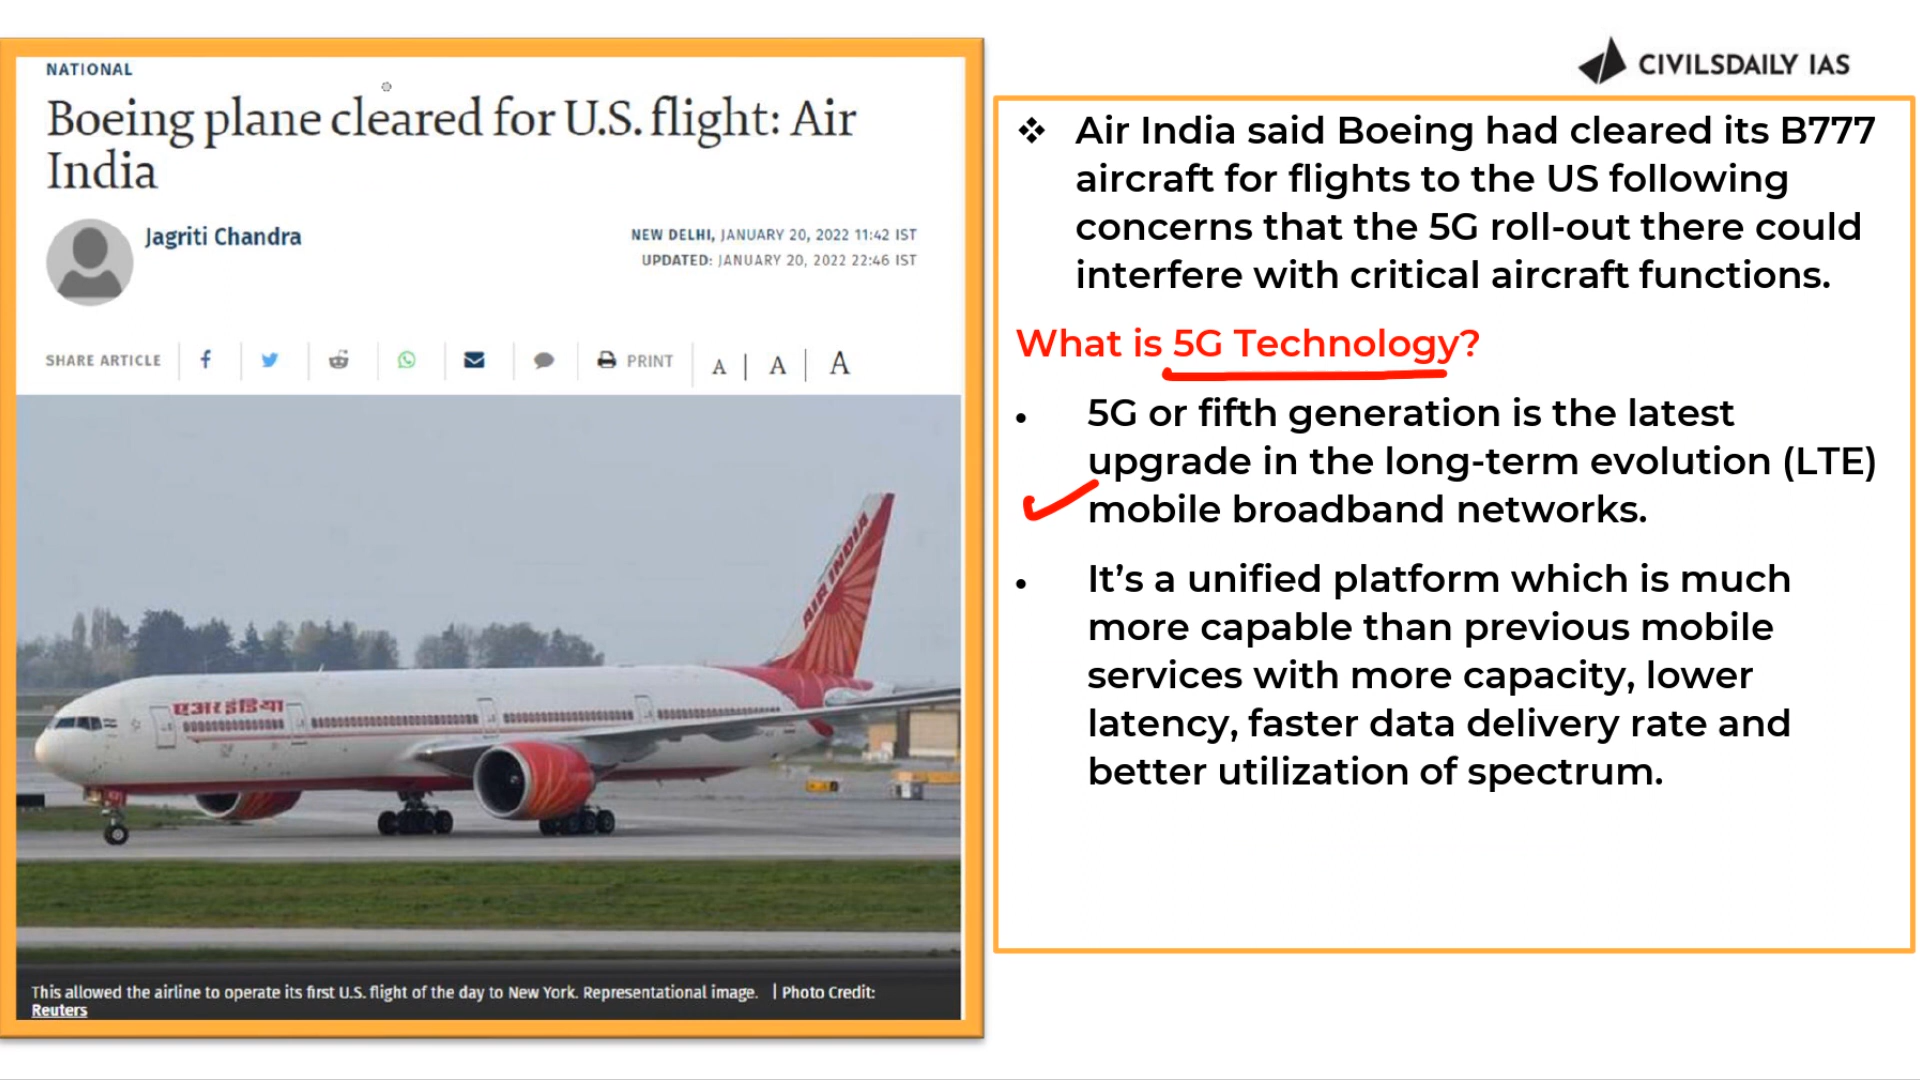 NATIONAL
Boeing plane cleared for U.S. flight: Air
India
Jagriti Chandra
NEW DELHI, JANUARY 20, 2022 11:42 IST
UPDATED: JANUARY 20, 2022 22:46 IST
SHARE ARTICLE
PRINT
A | A | A
AIR INDIA
एअर इंडिया
This allowed the airline to operate its first U.S. flight of the day to New York. Representational image. | Photo Credit:
Reuters
CIVILSDAILY IAS
❖ Air India said Boeing had cleared its B777
aircraft for flights to the US following
concerns that the 5G roll-out there could
interfere with critical aircraft functions.
What is 5G Technology?
• 5G or fifth generation is the latest
upgrade in the long-term evolution (LTE)
mobile broadband networks.
• It’s a unified platform which is much
more capable than previous mobile
services with more capacity, lower
latency, faster data delivery rate and
better utilization of spectrum.